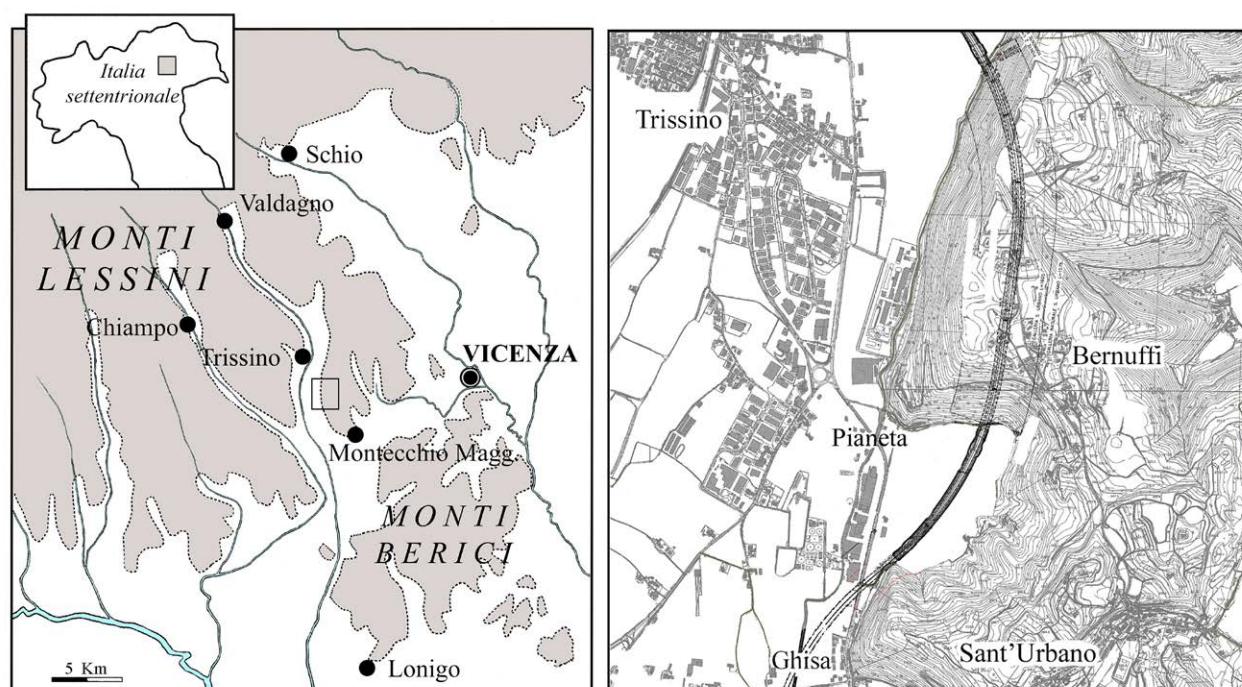 Italia
settentrionale
Schio
Valdagno
MONTI
LESSINI
Chiampo
Trissino
VICENZA
Montecchio Magg.
MONTI
BERICI
5 Km
Lonigo
Trissino
Bernuffi
Pianeta
Ghisa
Sant'Urbano